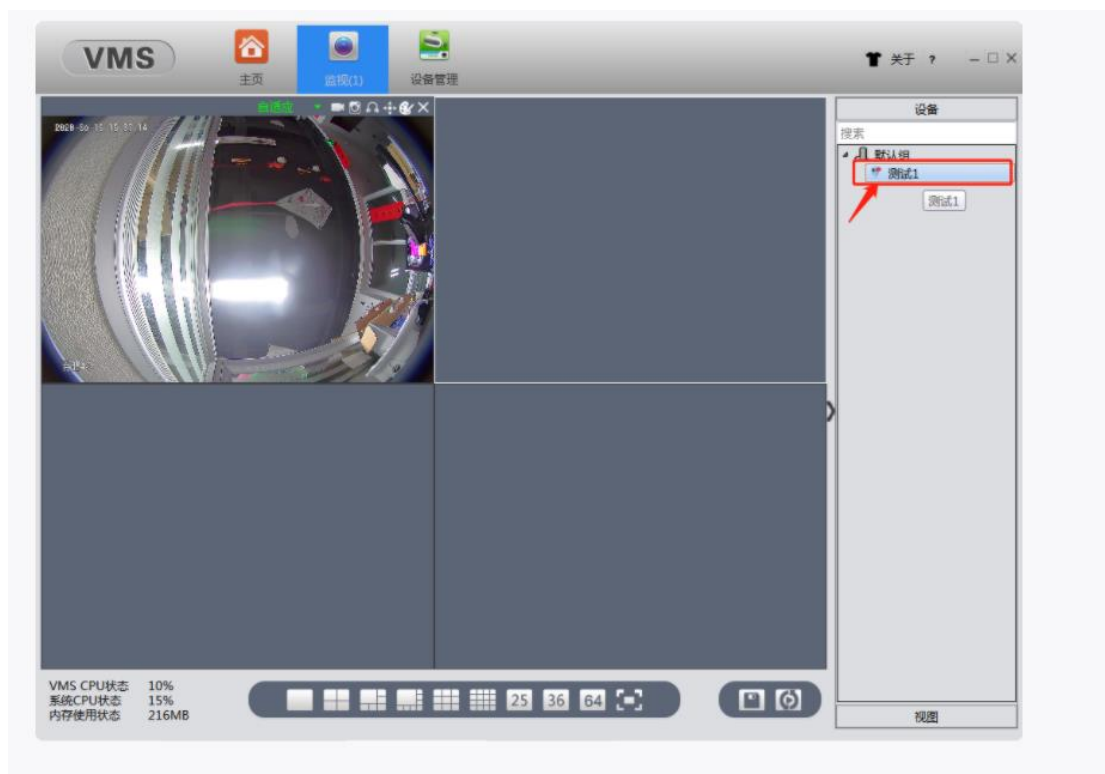 VMS
主页
监视(1)
设备管理
关于 ?
自适应
设备
搜索
默认组
测试1
测试1
VMS CPU状态 10%
系统CPU状态 15%
内存使用状态 216MB
25 36 64
视图